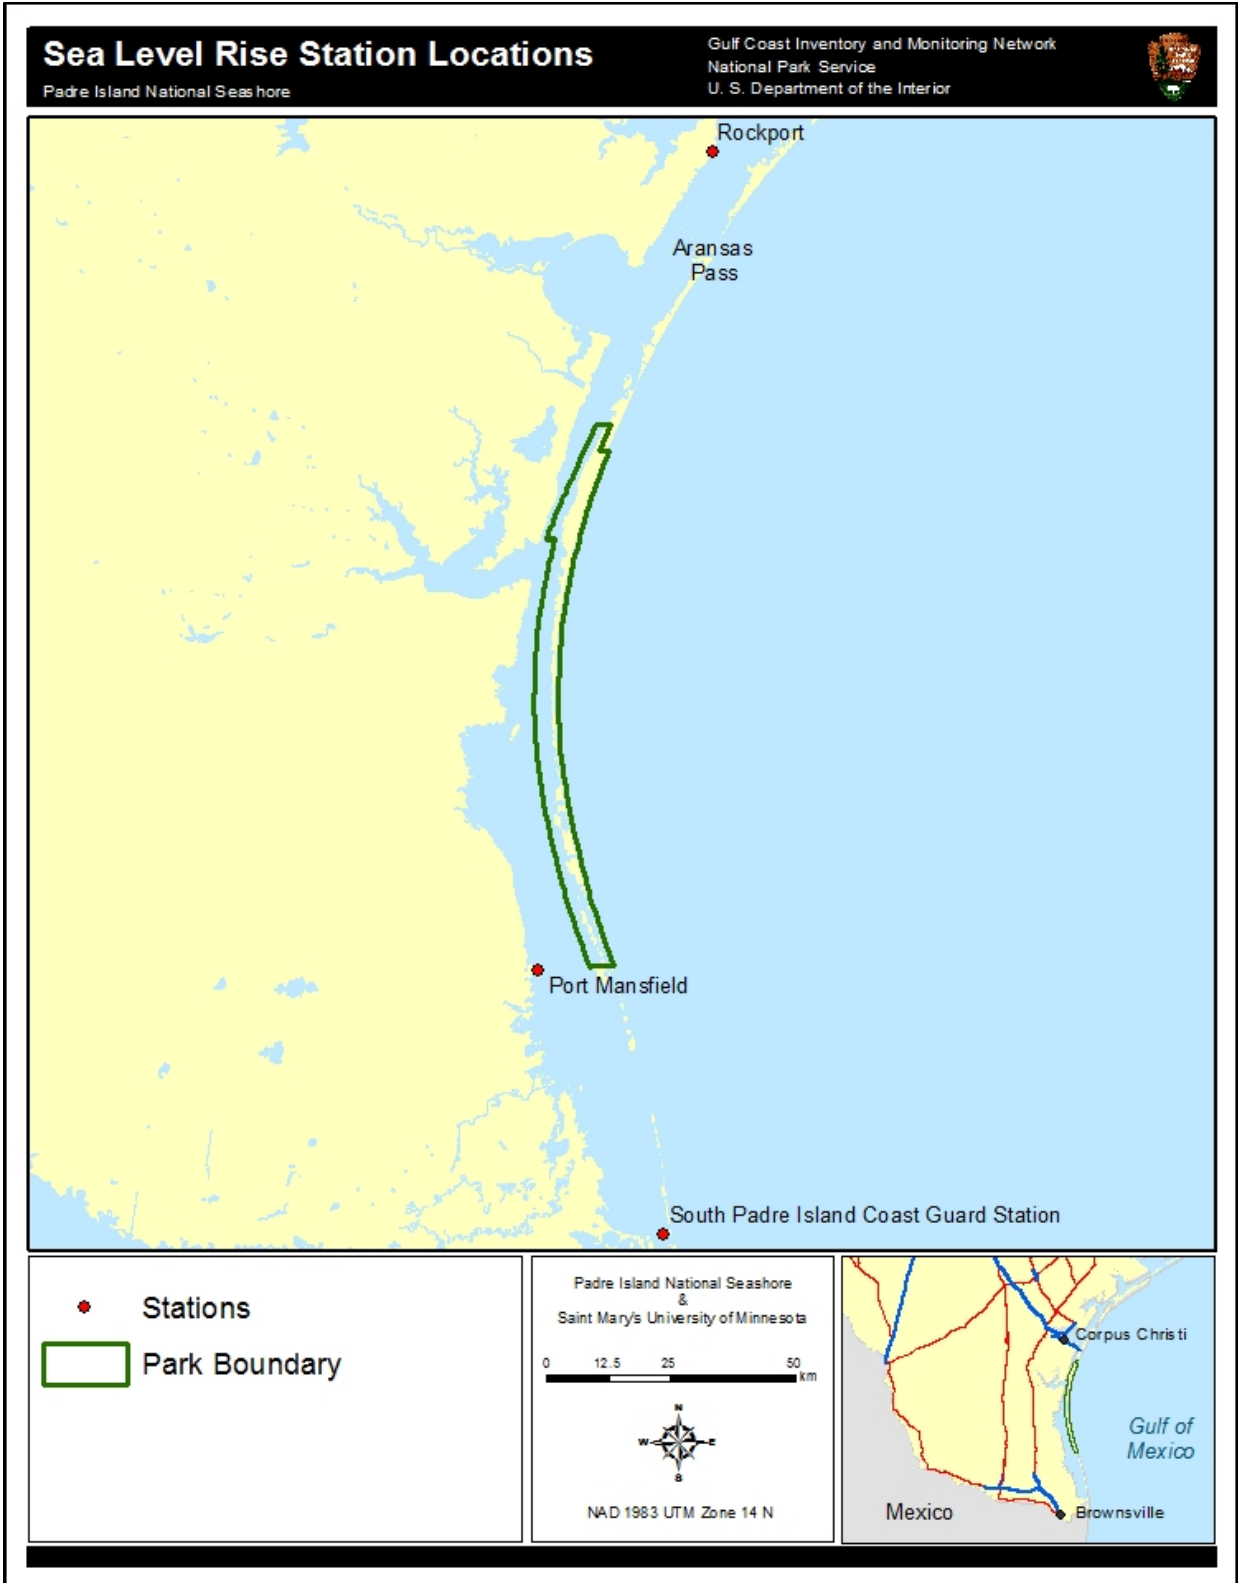 Sea Level Rise Station Locations
Padre Island National Seashore
Gulf Coast Inventory and Monitoring Network
National Park Service
U. S. Department of the Interior
Rockport
Aransas
Pass
Port Mansfield
South Padre Island Coast Guard Station
Stations
Park Boundary
Padre Island National Seashore
&
Saint Mary's University of Minnesota
0 12.5 25 50
km
N
W E
S
NAD 1983 UTM Zone 14 N
Corpus Christi
Gulf of
Mexico
Mexico
Brownsville